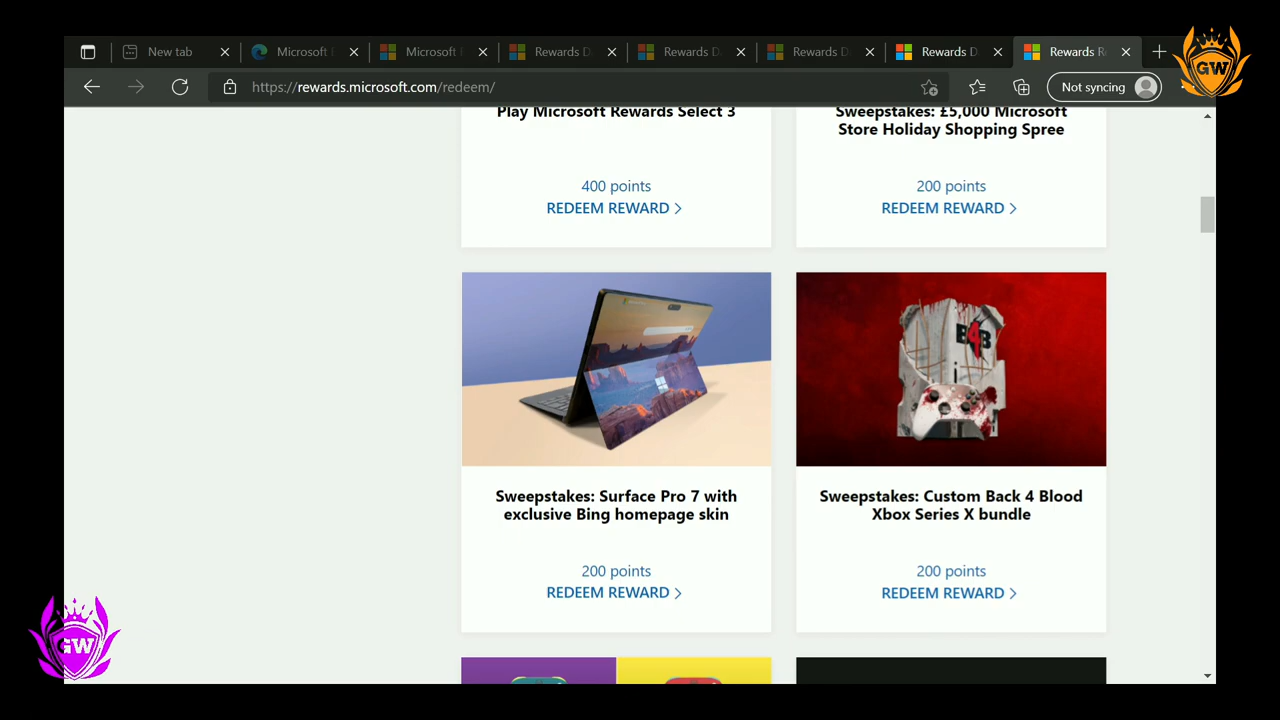 New tab
Microsoft
Microsoft
Rewards D
Rewards D
Rewards D
Rewards D
Rewards R
https://rewards.microsoft.com/redeem/
Not syncing
GW
Play Microsoft Rewards Select 3
400 points
REDEEM REWARD >
Sweepstakes: £5,000 Microsoft
Store Holiday Shopping Spree
200 points
REDEEM REWARD >
B4B
Sweepstakes: Surface Pro 7 with
exclusive Bing homepage skin
200 points
REDEEM REWARD >
Sweepstakes: Custom Back 4 Blood
Xbox Series X bundle
200 points
REDEEM REWARD >
GW